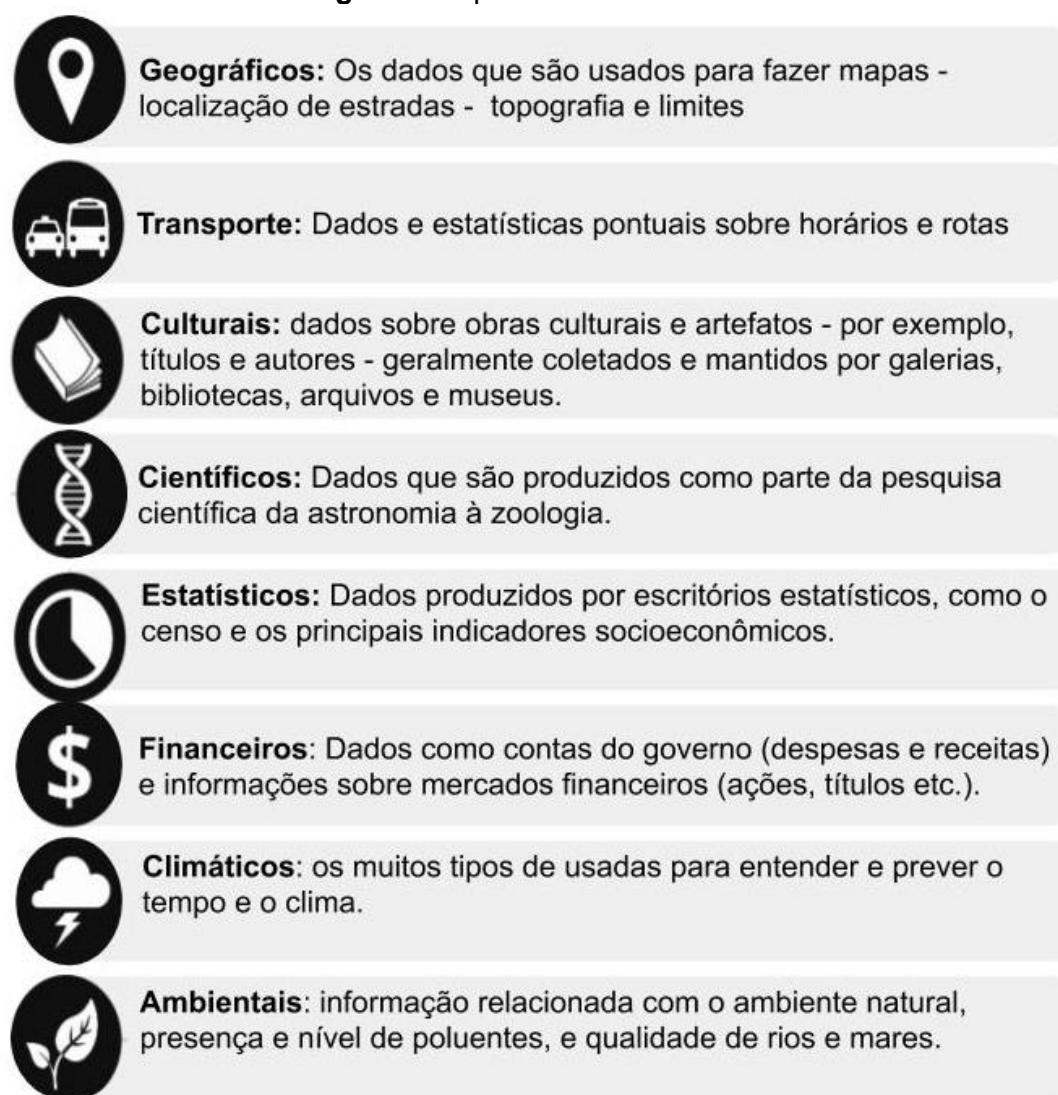 Geográficos: Os dados que são usados para fazer mapas -
localização de estradas -  topografia e limites
Transporte: Dados e estatísticas pontuais sobre horários e rotas
Culturais: dados sobre obras culturais e artefatos - por exemplo,
títulos e autores - geralmente coletados e mantidos por galerias,
bibliotecas, arquivos e museus.
Científicos: Dados que são produzidos como parte da pesquisa
científica da astronomia à zoologia.
Estatísticos: Dados produzidos por escritórios estatísticos, como o
censo e os principais indicadores socioeconômicos.
$
Financeiros: Dados como contas do governo (despesas e receitas)
e informações sobre mercados financeiros (ações, títulos etc.).
Climáticos: os muitos tipos de usadas para entender e prever o
tempo e o clima.
Ambientais: informação relacionada com o ambiente natural,
presença e nível de poluentes, e qualidade de rios e mares.